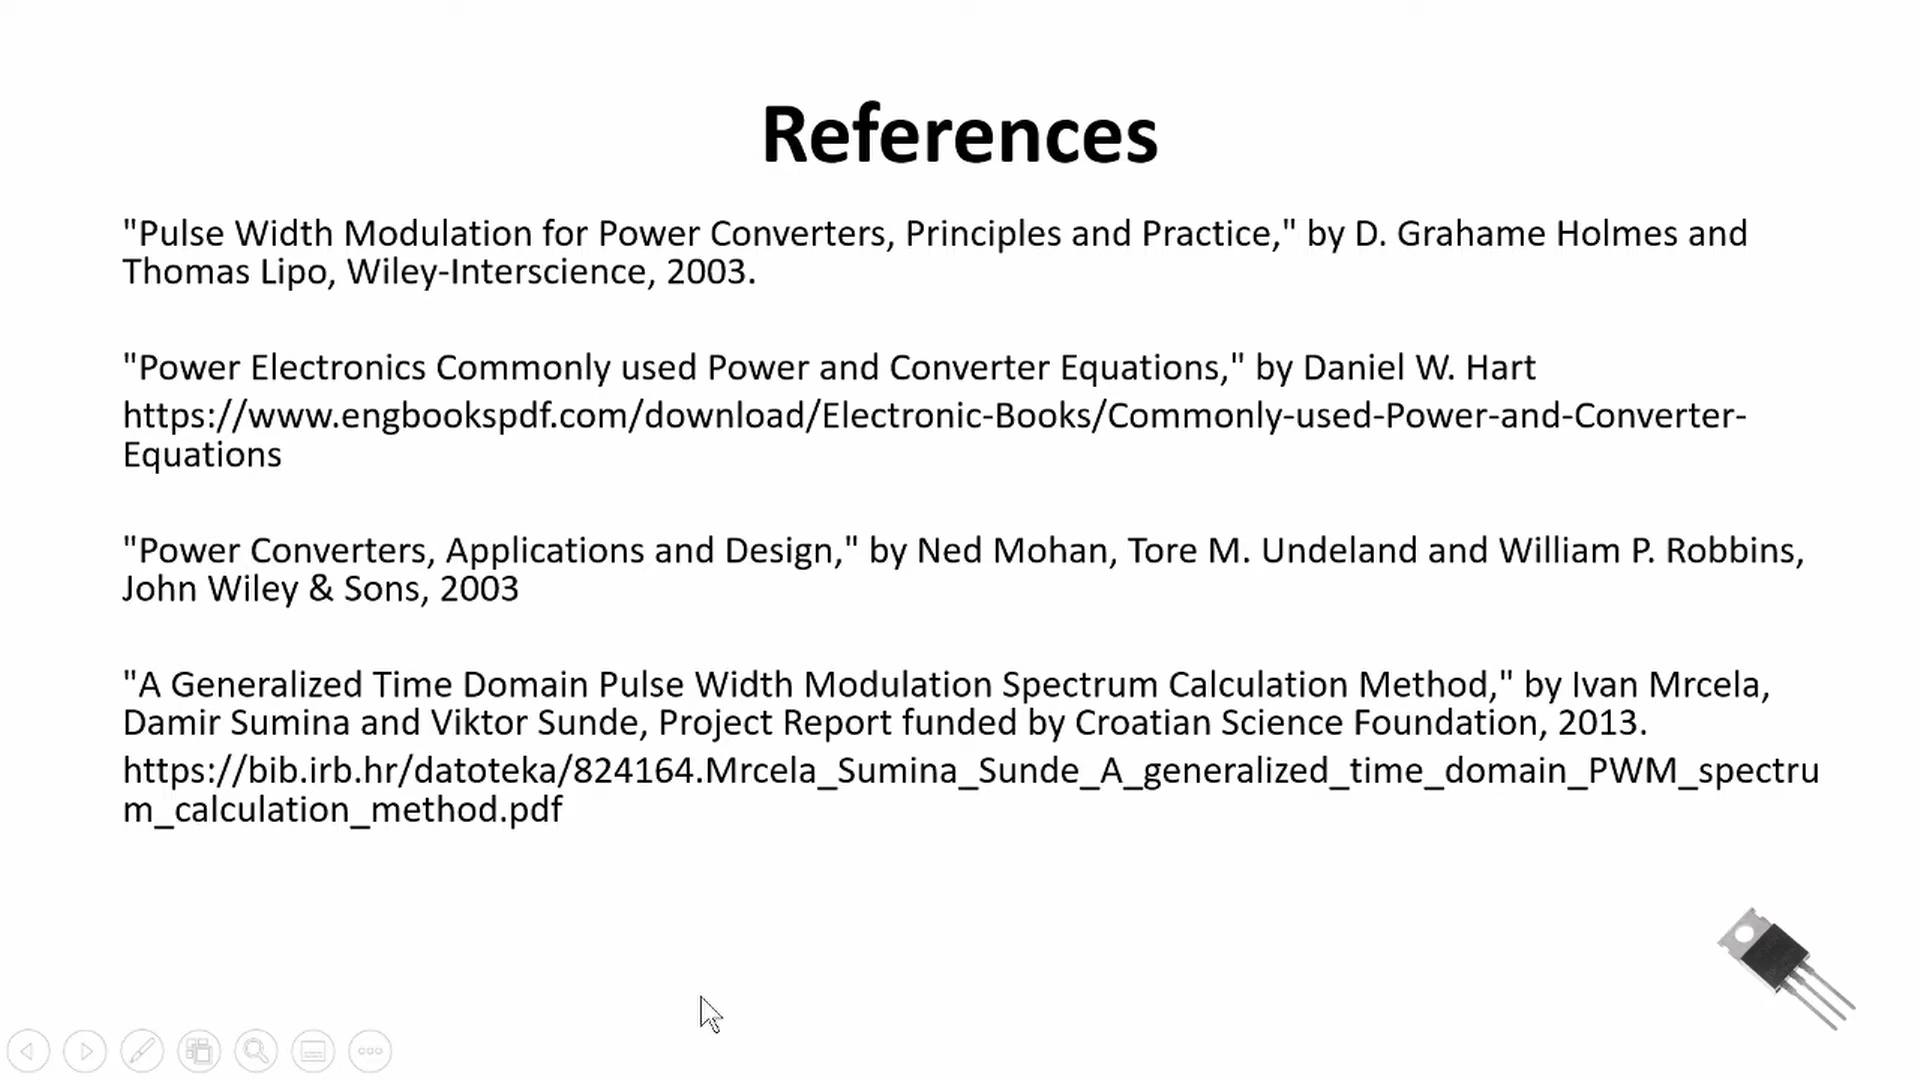 References
"Pulse Width Modulation for Power Converters, Principles and Practice," by D. Grahame Holmes and
Thomas Lipo, Wiley-Interscience, 2003.
"Power Electronics Commonly used Power and Converter Equations," by Daniel W. Hart
https://www.engbookspdf.com/download/Electronic-Books/Commonly-used-Power-and-Converter-
Equations
"Power Converters, Applications and Design," by Ned Mohan, Tore M. Undeland and William P. Robbins,
John Wiley & Sons, 2003
"A Generalized Time Domain Pulse Width Modulation Spectrum Calculation Method," by Ivan Mrcela,
Damir Sumina and Viktor Sunde, Project Report funded by Croatian Science Foundation, 2013.
https://bib.irb.hr/datoteka/824164.Mrcela_Sumina_Sunde_A_generalized_time_domain_PWM_spectru
m_calculation_method.pdf